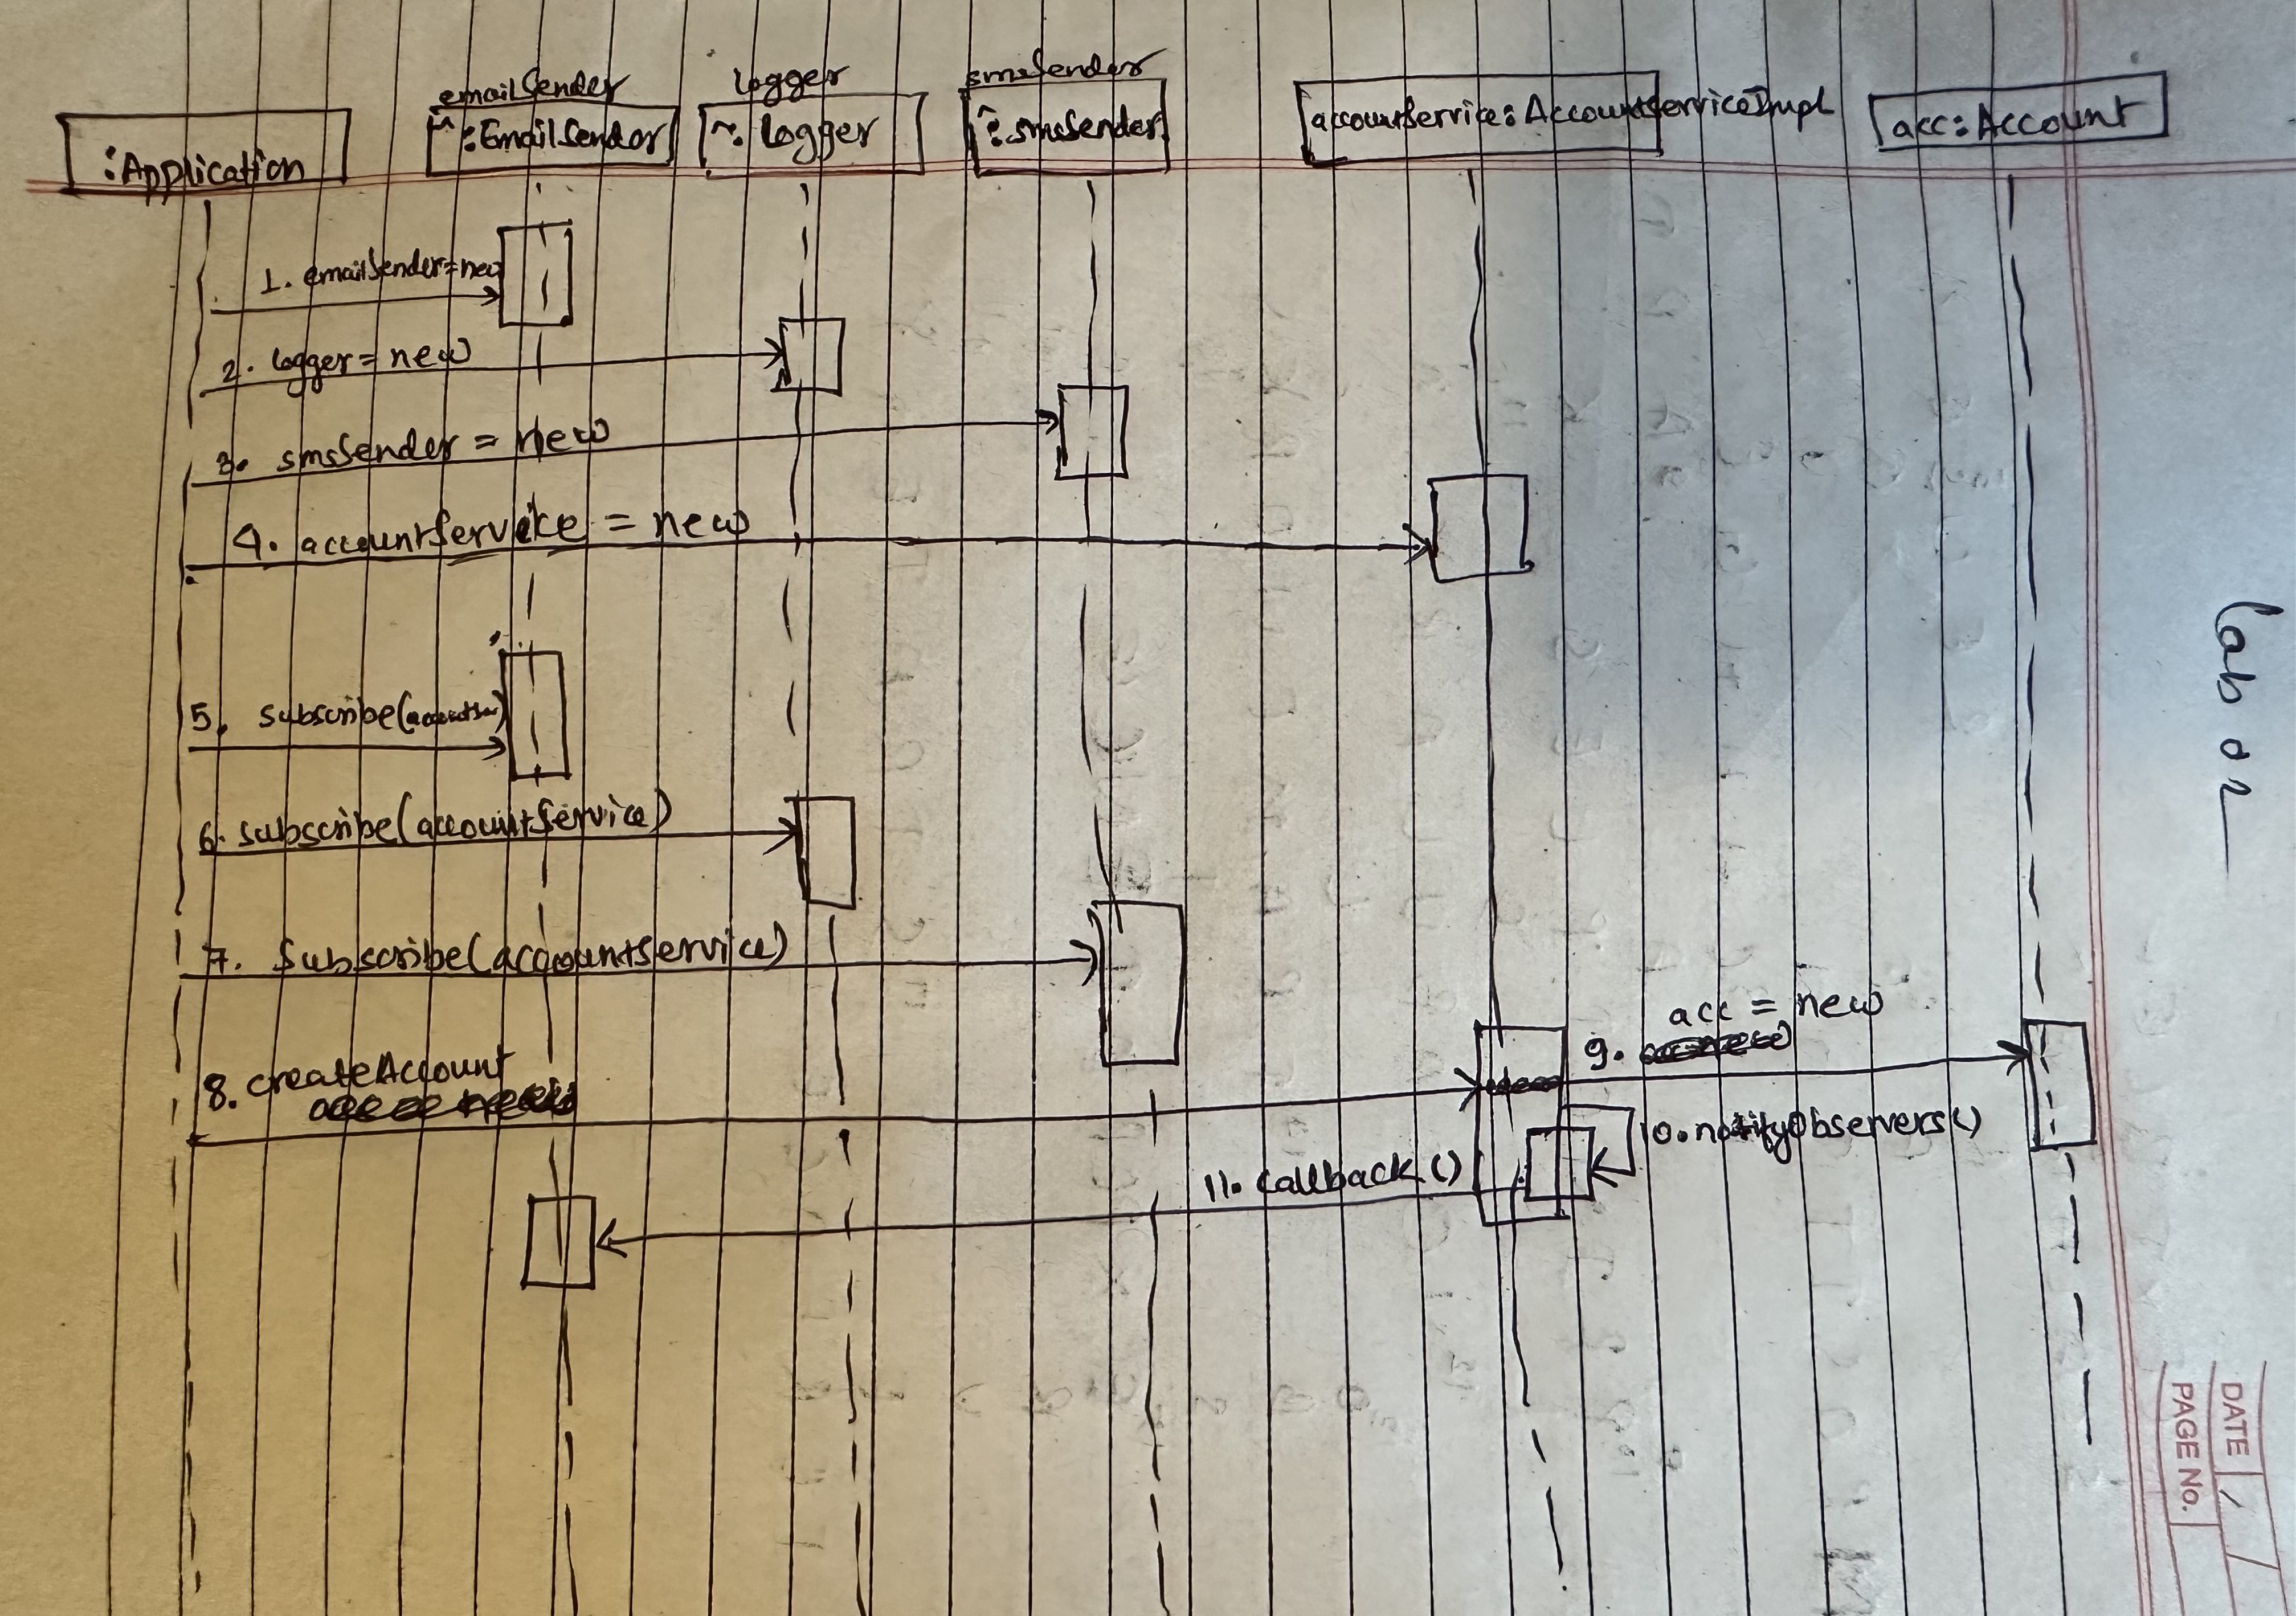 emailSender
logger
smsSender
:Application
:EmailSender
: logger
:smsSender
accountService:AccountServiceImpl
acc:Account
1. emailSender=new
2. logger=new
3. smsSender = new
4. accountService = new
5. subscribe(
6. subscribe(accountService)
7. Subscribe(accountService)
8. createAccount
9. acc = new
10. notifyObservers()
11. callback()
Lab 02
DATE
PAGE No.